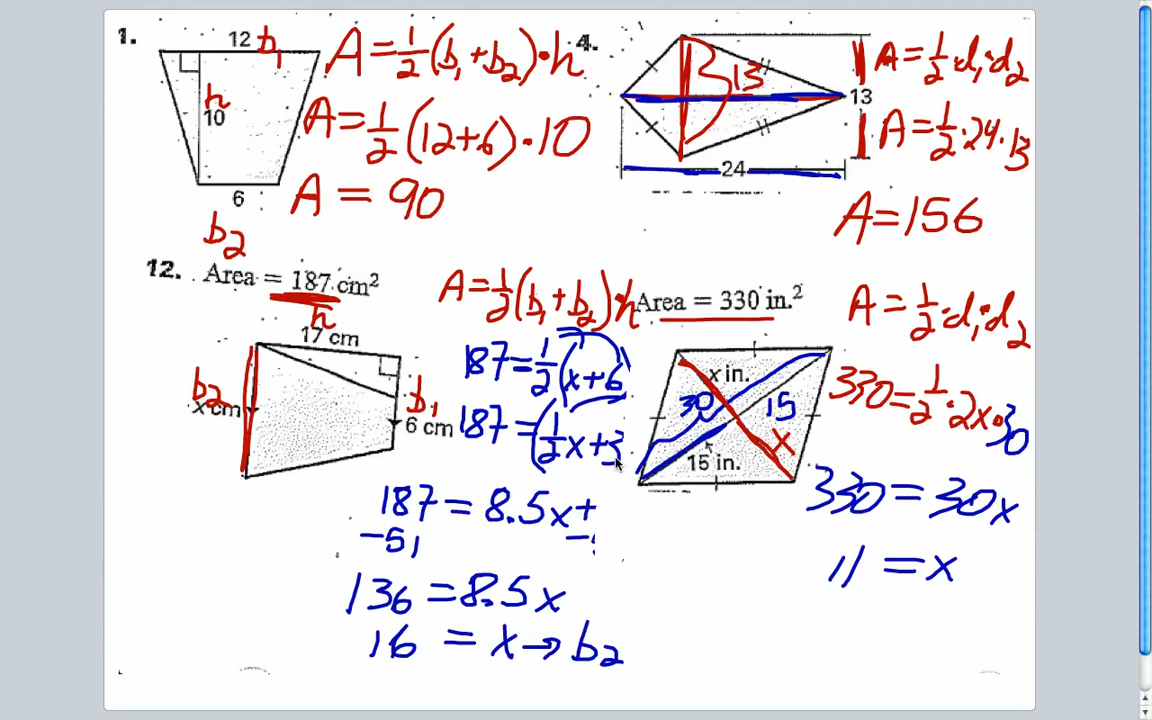 1.
12 b₁
h
10
6
b₂
A = 1/2 (b₁ + b₂) · h
A = 1/2 (12 + 6) · 10
A = 90
4.
13
13
24
A = 1/2 · d₁ · d₂
A = 1/2 · 24 · 13
A = 156
12. Area = 187 cm²
h
17 cm
b₂
x cm
b₁
6 cm
A = 1/2 (b₁ + b₂) · h
187 = 1/2 (x + 6
187 = (1/2 x + 3
187 = 8.5x +
-51 -
136 = 8.5x
16 = x → b₂
Area = 330 in.²
x in.
30 15
x
15 in.
A = 1/2 · d₁ · d₂
330 = 1/2 · 2x · 30
330 = 30x
11 = x